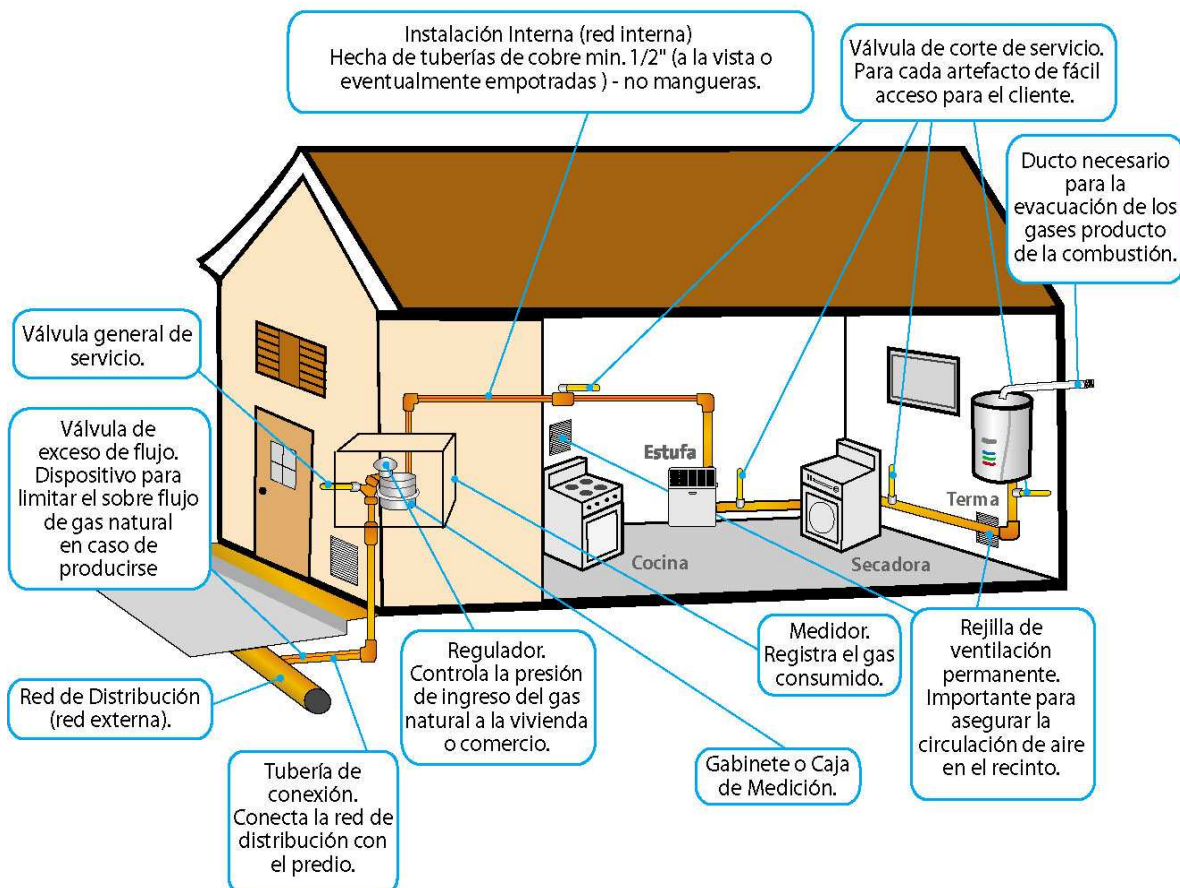 Instalación Interna (red interna)
Hecha de tuberías de cobre min. 1/2" (a la vista o
eventualmente empotradas ) - no mangueras.
Válvula de corte de servicio.
Para cada artefacto de fácil
acceso para el cliente.
Ducto necesario
para la
evacuación de los
gases producto
de la combustión.
Válvula general de
servicio.
Válvula de
exceso de flujo.
Dispositivo para
limitar el sobre flujo
de gas natural
en caso de
producirse
Estufa
Cocina
Secadora
Terma
Red de Distribución
(red externa).
Tubería de
conexión.
Conecta la red de
distribución con
el predio.
Regulador.
Controla la presión
de ingreso del gas
natural a la vivienda
o comercio.
Medidor.
Registra el gas
consumido.
Gabinete o Caja
de Medición.
Rejilla de
ventilación
permanente.
Importante para
asegurar la
circulación de aire
en el recinto.